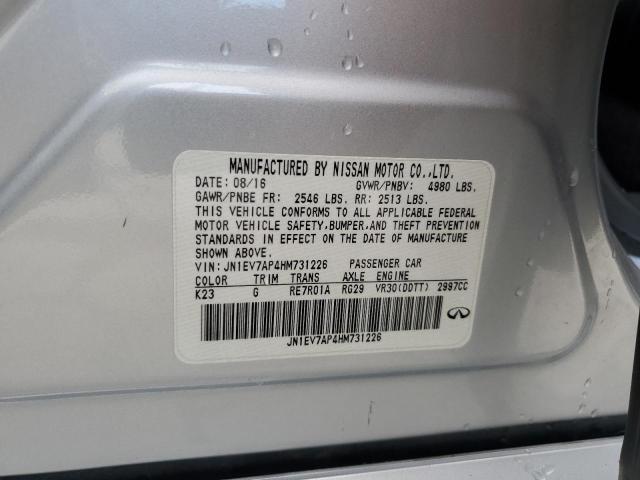 MANUFACTURED BY NISSAN MOTOR CO.,LTD.
DATE: 08/16 GVWR/PNBV: 4980 LBS.
GAWR/PNBE FR: 2546 LBS. RR: 2513 LBS.
THIS VEHICLE CONFORMS TO ALL APPLICABLE FEDERAL
MOTOR VEHICLE SAFETY,BUMPER,AND THEFT PREVENTION
STANDARDS IN EFFECT ON THE DATE OF MANUFACTURE
SHOWN ABOVE.
VIN: JN1EV7AP4HM731226 PASSENGER CAR
COLOR TRIM TRANS AXLE ENGINE
K23 G RE7R01A RG29 VR30(DDTT) 2997CC
JN1EV7AP4HM731226
INFINITI